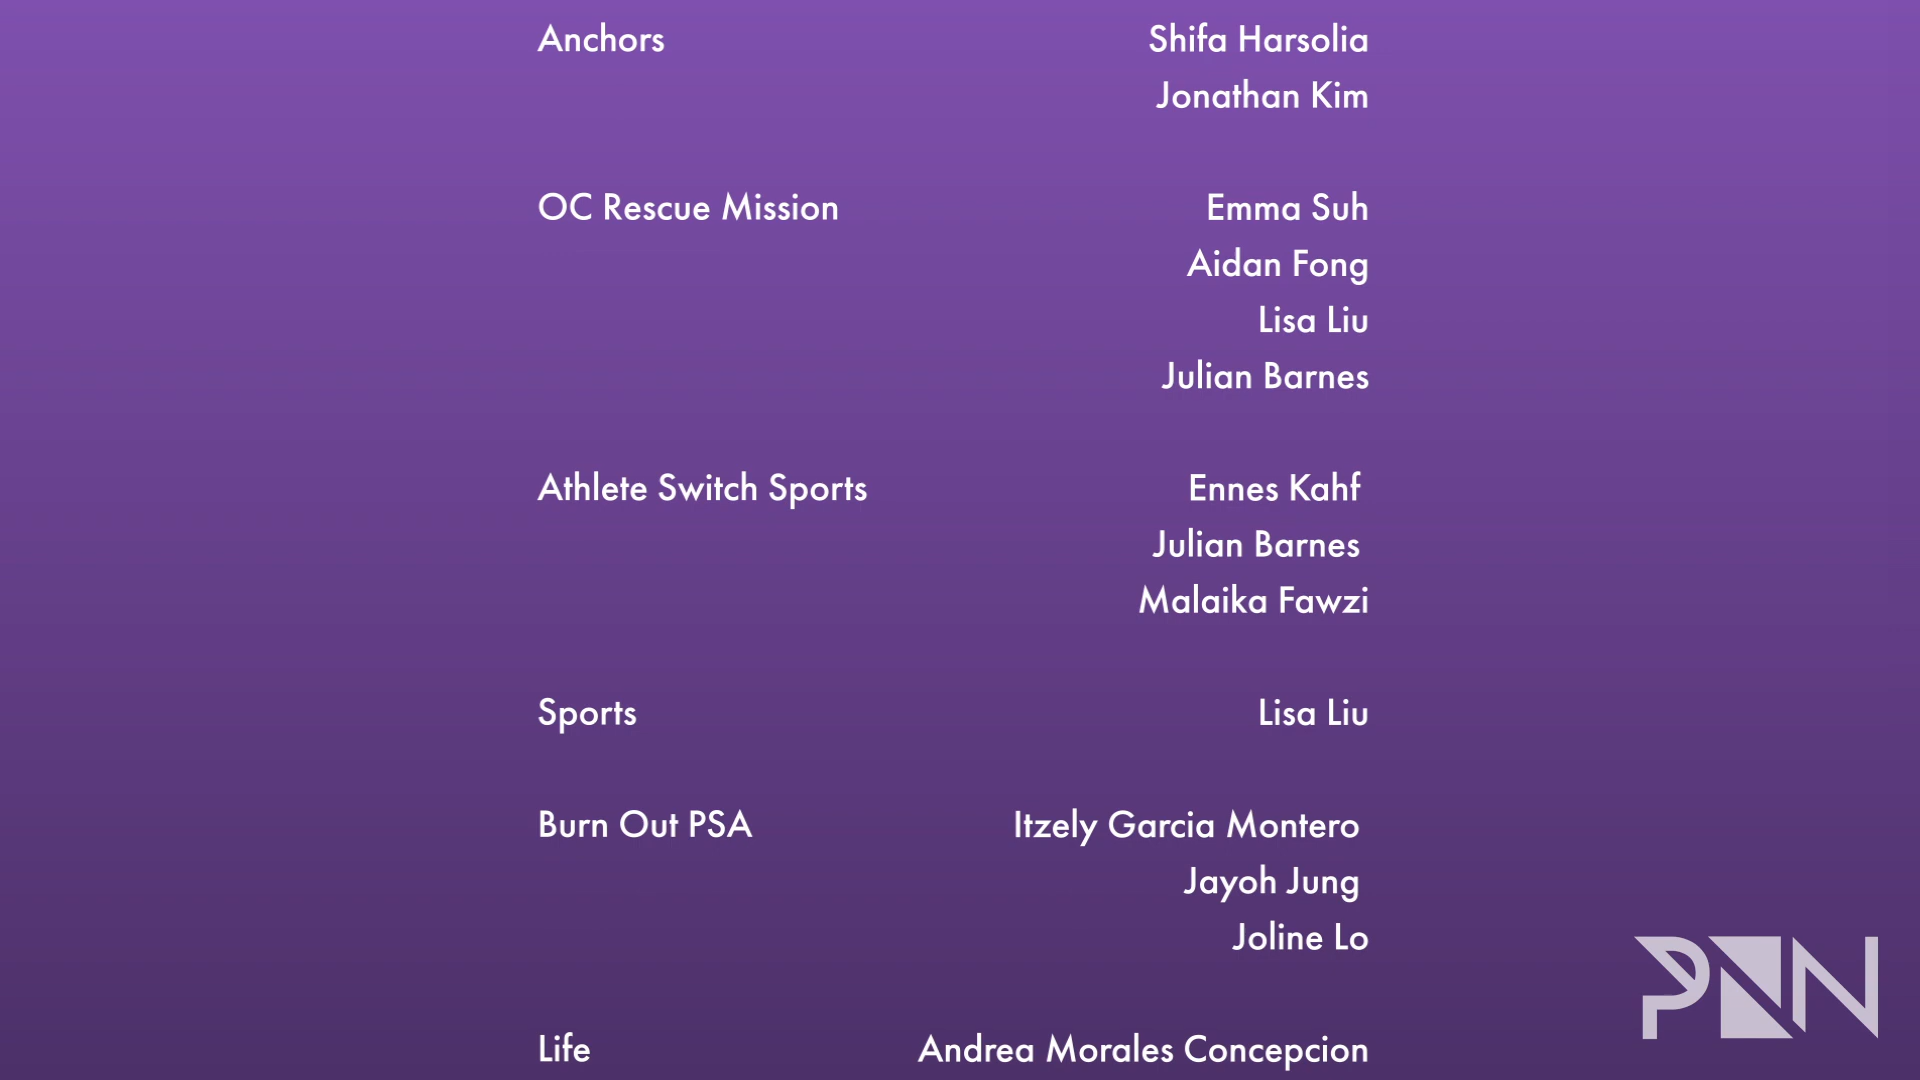 Anchors Shifa Harsolia
Jonathan Kim
OC Rescue Mission Emma Suh
Aidan Fong
Lisa Liu
Julian Barnes
Athlete Switch Sports Ennes Kahf
Julian Barnes
Malaika Fawzi
Sports Lisa Liu
Burn Out PSA Itzely Garcia Montero
Jayoh Jung
Joline Lo
Life Andrea Morales Concepcion
PNN